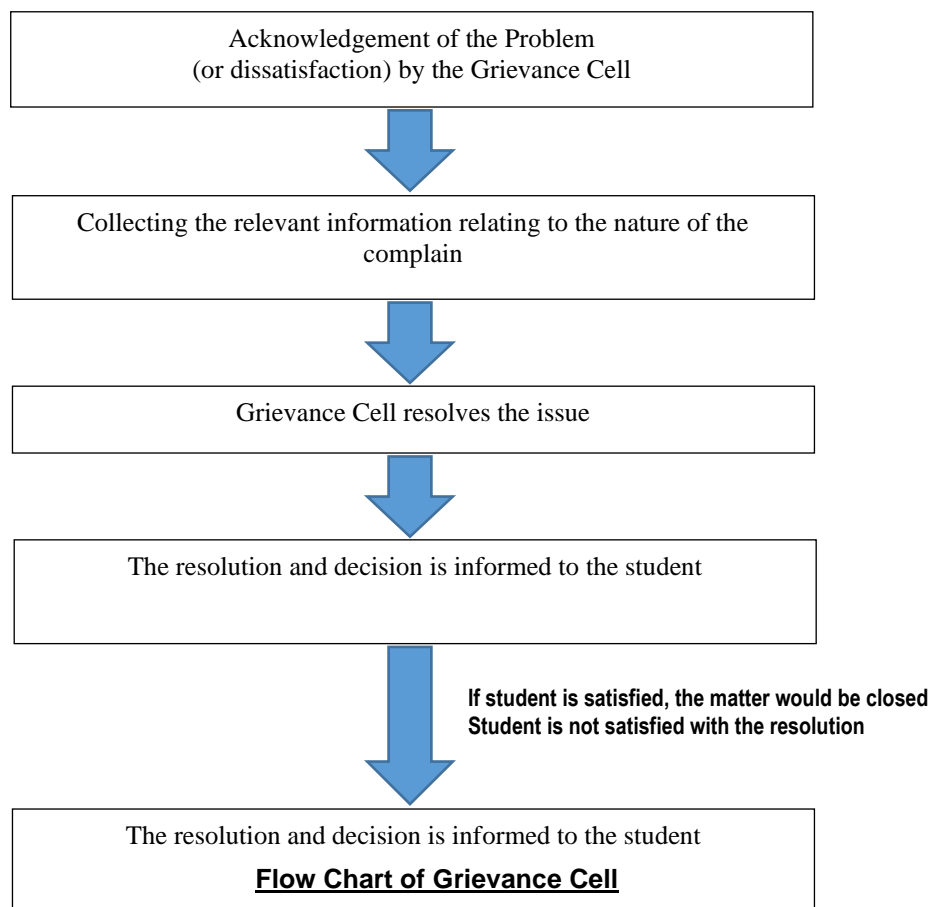 Acknowledgement of the Problem
(or dissatisfaction) by the Grievance Cell
Collecting the relevant information relating to the nature of the
complain
Grievance Cell resolves the issue
The resolution and decision is informed to the student
If student is satisfied, the matter would be closed
Student is not satisfied with the resolution
The resolution and decision is informed to the student
Flow Chart of Grievance Cell